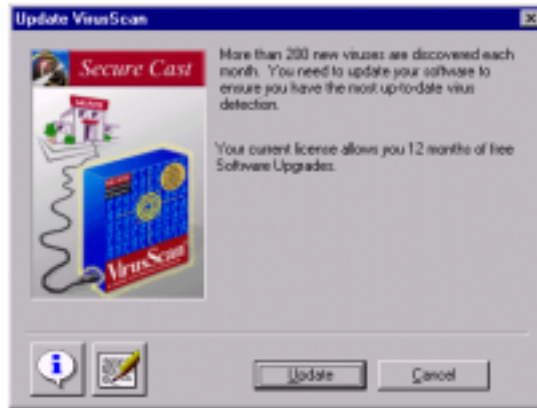 Update VirusScan
Secure Cast
More than 200 new viruses are discovered each
month. You need to update your software to
ensure you have the most up-to-date virus
detection.
Your current license allows you 12 months of free
Software Upgrades.
VirusScan
Update
Cancel